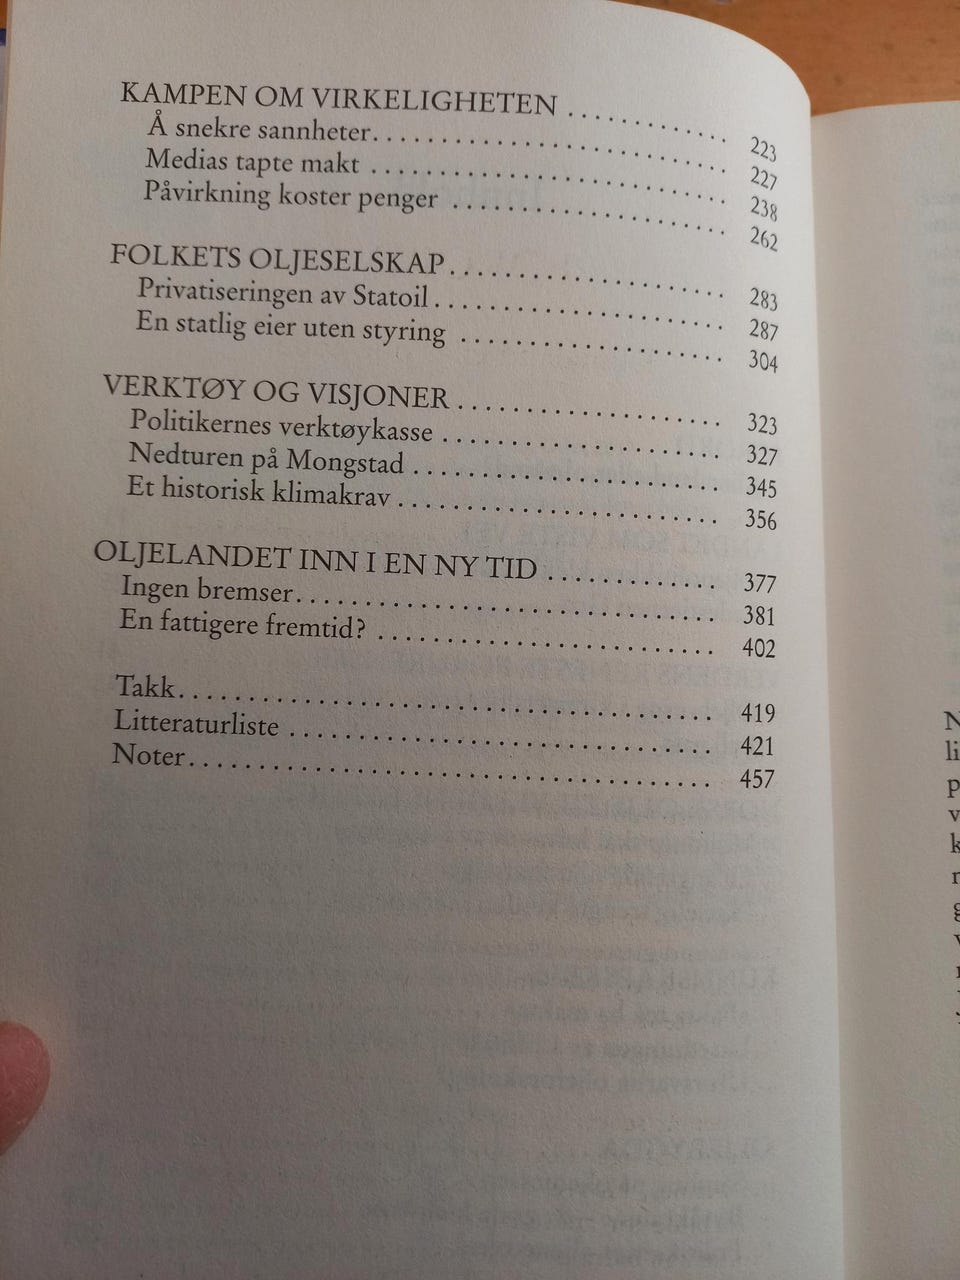 KAMPEN OM VIRKELIGHETEN . . . . . . . . . . . . . 223
Å snekre sannheter. . . . . . . . . . . . . . . . . . . . . . . . . . . 227
Medias tapte makt . . . . . . . . . . . . . . . . . . . . . . . . . . . 238
Påvirkning koster penger . . . . . . . . . . . . . . . . . . . . . 262
FOLKETS OLJESELSKAP . . . . . . . . . . . . . . . . . . . . . 283
Privatiseringen av Statoil . . . . . . . . . . . . . . . . . . . . . . 287
En statlig eier uten styring . . . . . . . . . . . . . . . . . . . . 304
VERKTØY OG VISJONER . . . . . . . . . . . . . . . . . . . . 323
Politikernes verktøykasse . . . . . . . . . . . . . . . . . . . . . 327
Nedturen på Mongstad . . . . . . . . . . . . . . . . . . . . . . . 345
Et historisk klimakrav . . . . . . . . . . . . . . . . . . . . . . . . 356
OLJELANDET INN I EN NY TID . . . . . . . . . . . . . 377
Ingen bremser. . . . . . . . . . . . . . . . . . . . . . . . . . . . . . . . 381
En fattigere fremtid? . . . . . . . . . . . . . . . . . . . . . . . . . 402
Takk. . . . . . . . . . . . . . . . . . . . . . . . . . . . . . . . . . . . . . . . 419
Litteraturliste . . . . . . . . . . . . . . . . . . . . . . . . . . . . . . . . 421
Noter. . . . . . . . . . . . . . . . . . . . . . . . . . . . . . . . . . . . . . . 457